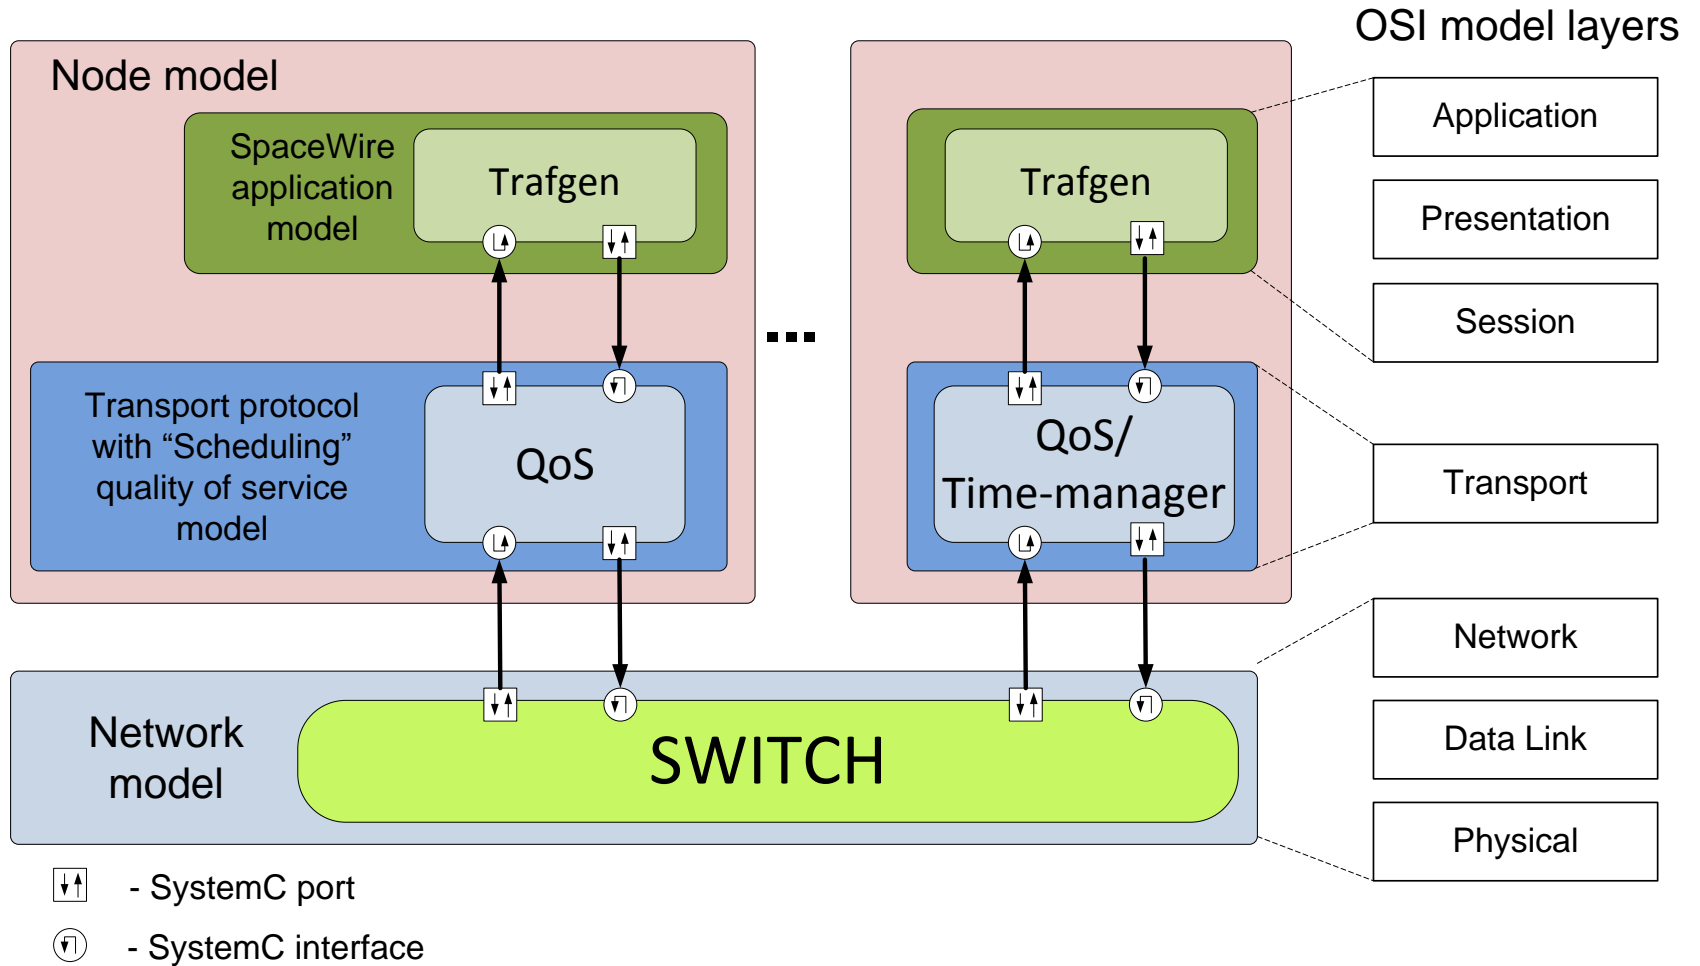 OSI model layers
Node model
SpaceWire
application
model
Trafgen
Trafgen
Application
Presentation
Session
Transport protocol
with “Scheduling”
quality of service
model
QoS
QoS/
Time-manager
Transport
Network
model
SWITCH
Network
Data Link
Physical
- SystemC port
- SystemC interface